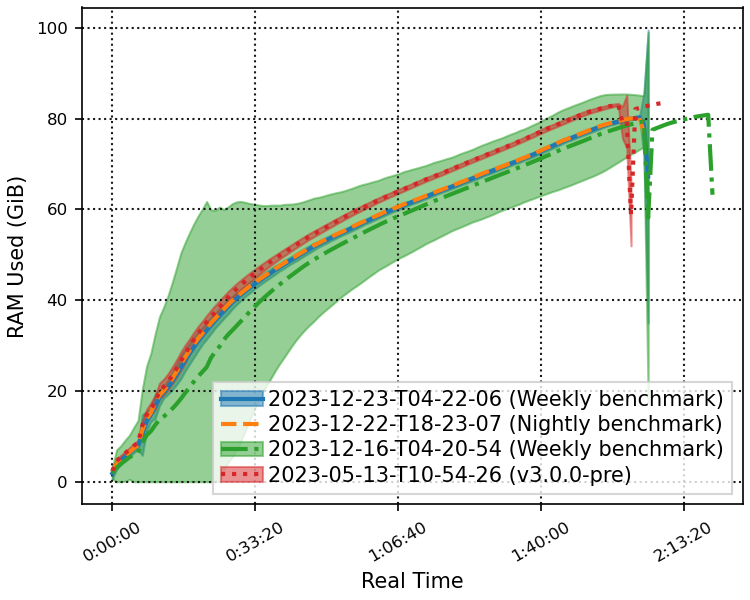 100
80
60
40
20
0
RAM Used (GiB)
2023-12-23-T04-22-06 (Weekly benchmark)
2023-12-22-T18-23-07 (Nightly benchmark)
2023-12-16-T04-20-54 (Weekly benchmark)
2023-05-13-T10-54-26 (v3.0.0-pre)
0:00:00
0:33:20
1:06:40
1:40:00
2:13:20
Real Time